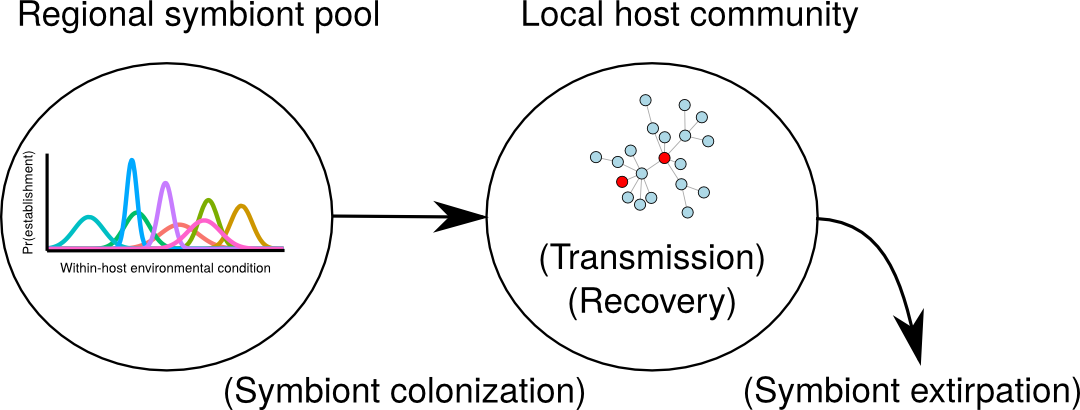 Regional symbiont pool
Local host community
Pr(establishment)
Within-host environmental condition
(Transmission)
(Recovery)
(Symbiont colonization)
(Symbiont extirpation)